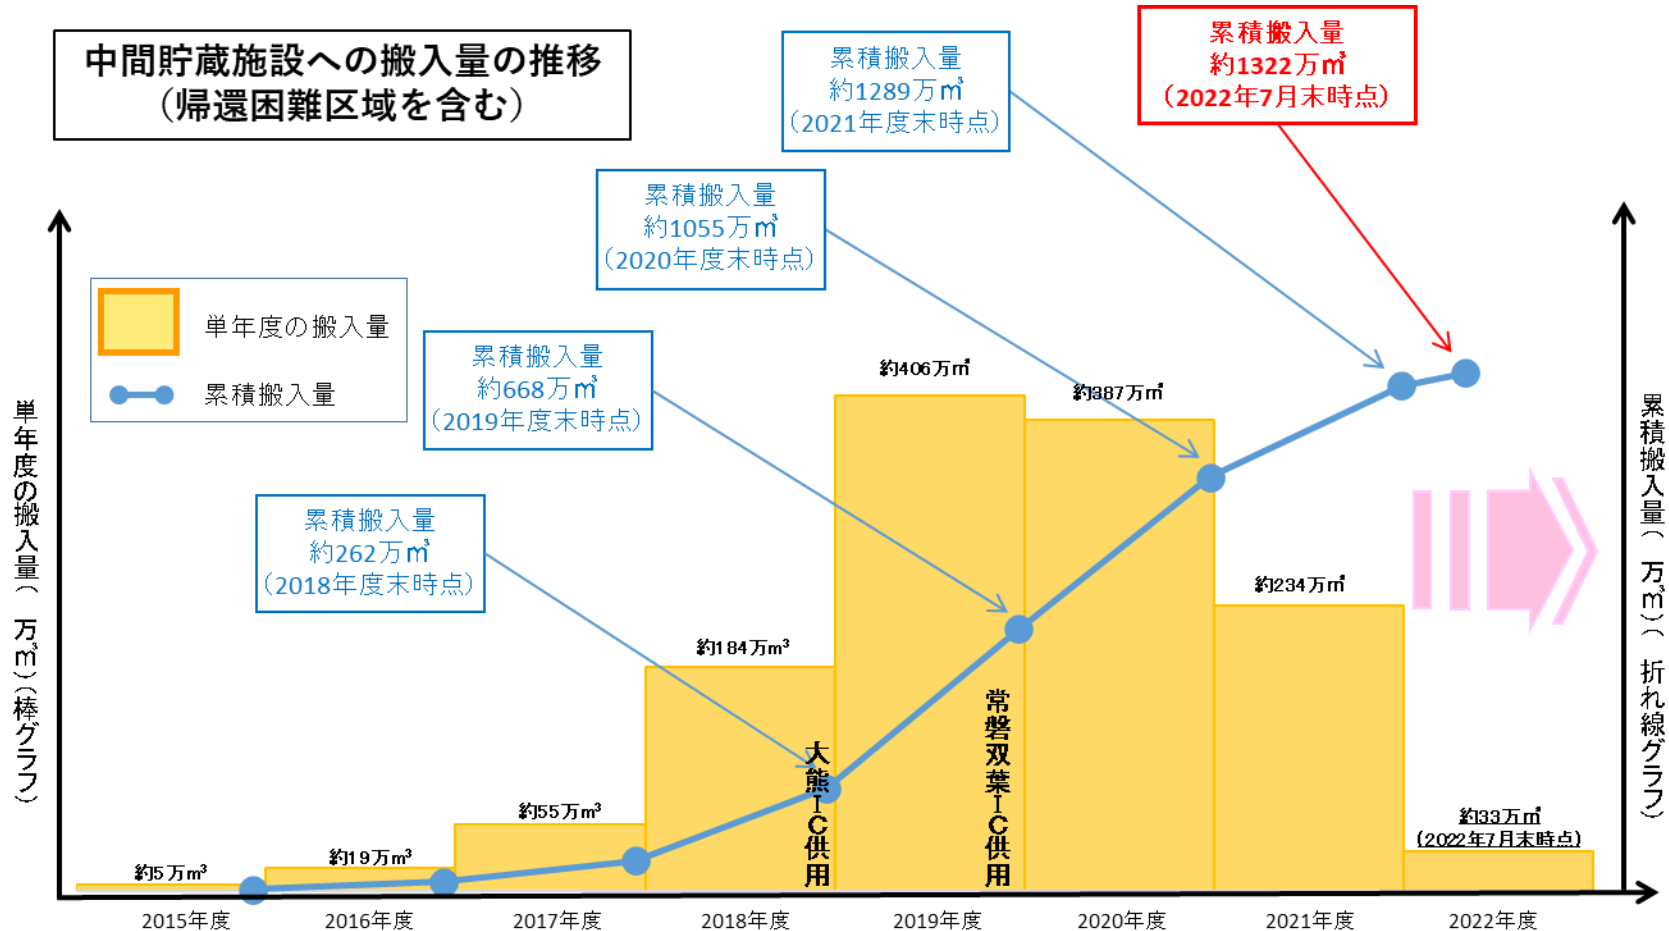 中間貯蔵施設への搬入量の推移
（帰還困難区域を含む）
累積搬入量
約1322万㎥
（2022年7月末時点）
累積搬入量
約1289万㎥
（2021年度末時点）
累積搬入量
約1055万㎥
（2020年度末時点）
累積搬入量
約668万㎥
（2019年度末時点）
累積搬入量
約262万㎥
（2018年度末時点）
単年度の搬入量
累積搬入量
単年度の搬入量（万㎥）（棒グラフ）
累積搬入量（万㎥）（折れ線グラフ）
約5万m³
約19万m³
約55万m³
約184万m³
約406万㎥
約387万㎥
約234万㎥
約33万㎥
(2022年7月末時点)
大熊IC供用
常磐双葉IC供用
2015年度
2016年度
2017年度
2018年度
2019年度
2020年度
2021年度
2022年度